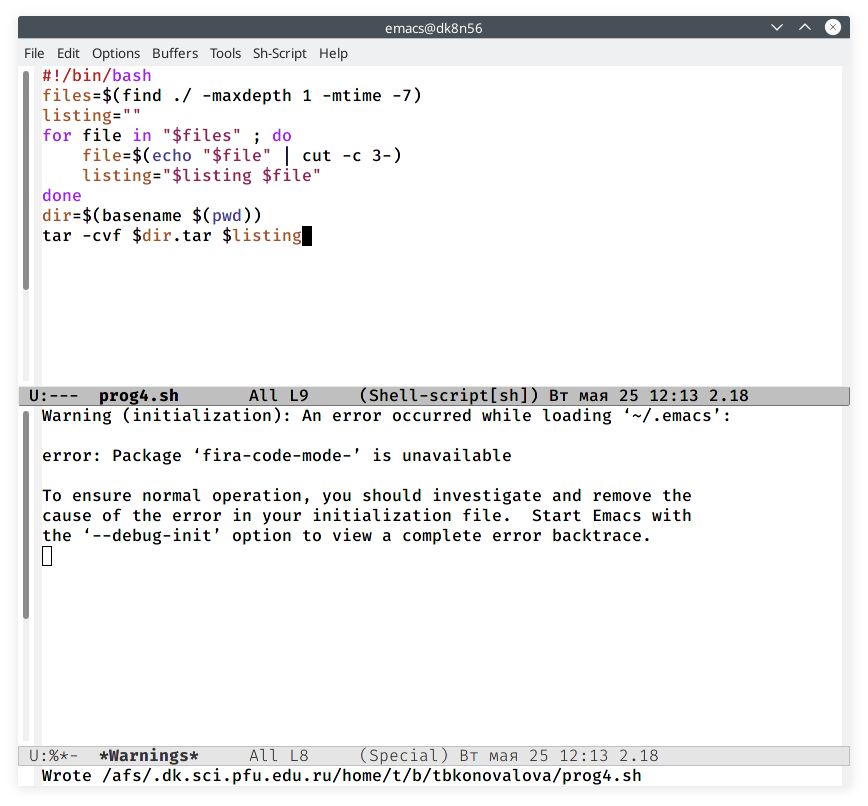 emacs@dk8n56
File Edit Options Buffers Tools Sh-Script Help
#!/bin/bash
files=$(find ./ -maxdepth 1 -mtime -7)
listing=""
for file in "$files" ; do
    file=$(echo "$file" | cut -c 3-)
    listing="$listing $file"
done
dir=$(basename $(pwd))
tar -cvf $dir.tar $listing
U:--- prog4.sh All L9 (Shell-script[sh]) Вт мая 25 12:13 2.18
Warning (initialization): An error occurred while loading ‘~/.emacs’:
error: Package ‘fira-code-mode-’ is unavailable
To ensure normal operation, you should investigate and remove the
cause of the error in your initialization file.  Start Emacs with
the ‘--debug-init’ option to view a complete error backtrace.
U:%*- *Warnings* All L8 (Special) Вт мая 25 12:13 2.18
Wrote /afs/.dk.sci.pfu.edu.ru/home/t/b/tbkonovalova/prog4.sh